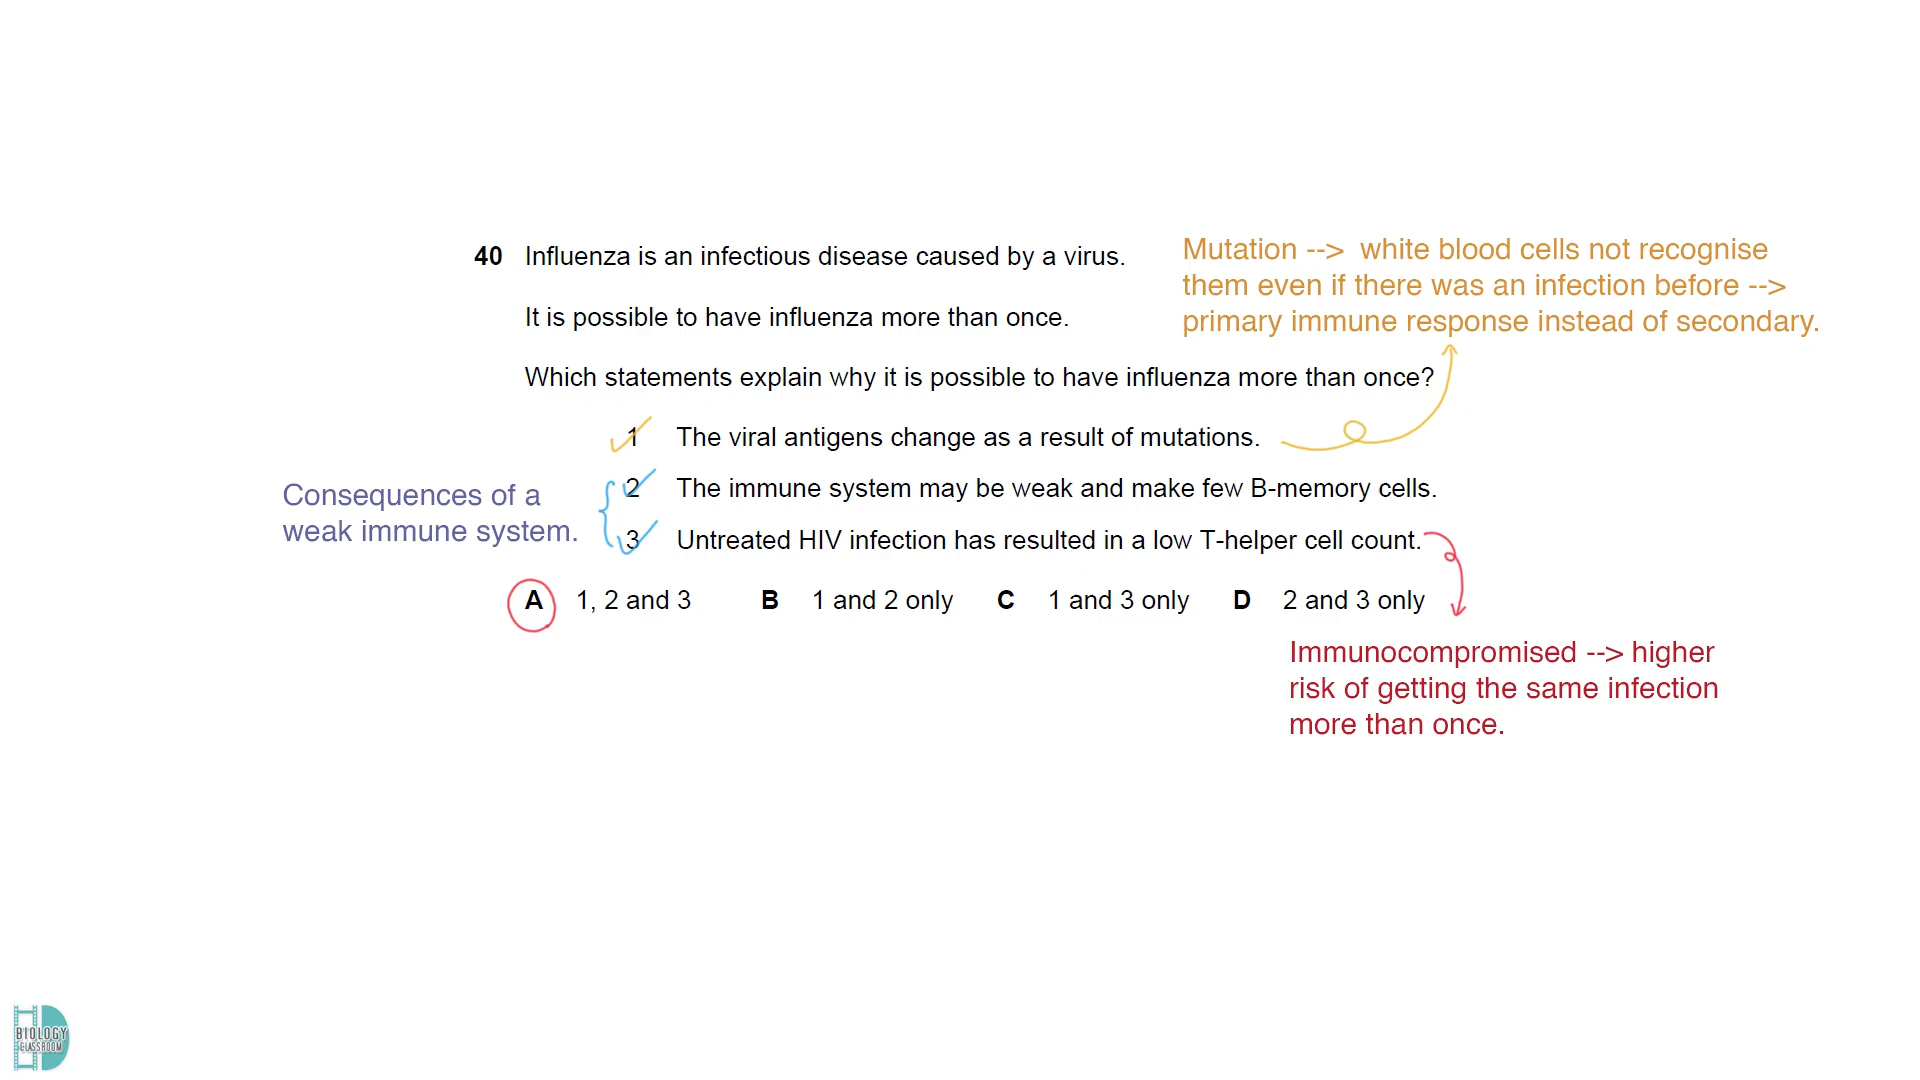 40 Influenza is an infectious disease caused by a virus.
It is possible to have influenza more than once.
Which statements explain why it is possible to have influenza more than once?
Mutation --> white blood cells not recognise
them even if there was an infection before -->
primary immune response instead of secondary.
1 The viral antigens change as a result of mutations.
2 The immune system may be weak and make few B-memory cells.
3 Untreated HIV infection has resulted in a low T-helper cell count.
Consequences of a
weak immune system.
A 1, 2 and 3 B 1 and 2 only C 1 and 3 only D 2 and 3 only
Immunocompromised --> higher
risk of getting the same infection
more than once.
BIOLOGY
CLASSROOM